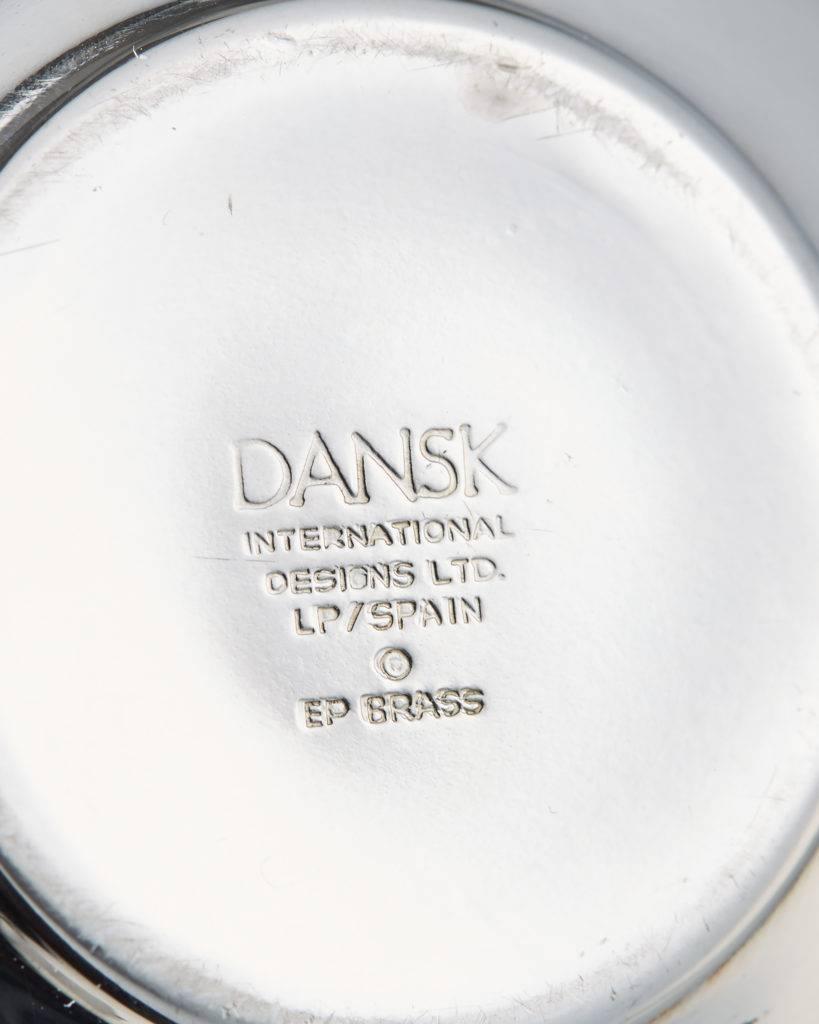 DANSK
INTERNATIONAL
DESIGNS LTD.
LP/SPAIN
©
EP BRASS